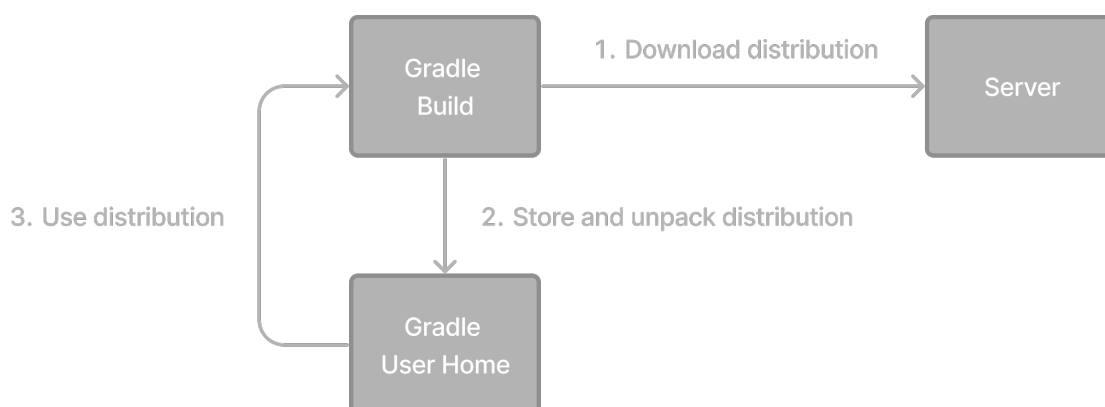 Gradle
Build
1. Download distribution
Server
3. Use distribution
2. Store and unpack distribution
Gradle
User Home